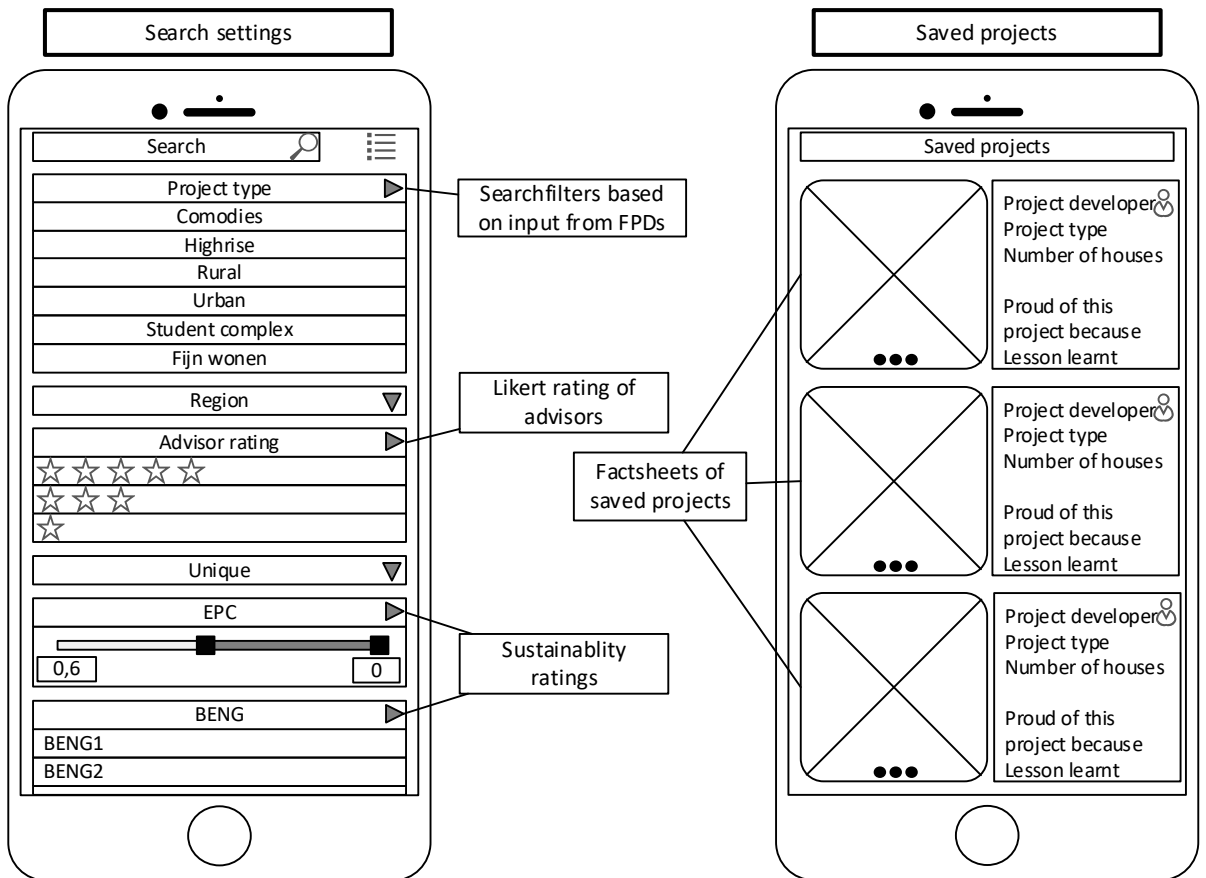 Search settings
Search
Project type
Comodies
Highrise
Rural
Urban
Student complex
Fijn wonen
Region
Advisor rating
Unique
EPC
0,6
0
BENG
BENG1
BENG2
Searchfilters based
on input from FPDs
Likert rating of
advisors
Sustainablity
ratings
Factsheets of
saved projects
Saved projects
Saved projects
Project developer
Project type
Number of houses
Proud of this
project because
Lesson learnt
Project developer
Project type
Number of houses
Proud of this
project because
Lesson learnt
Project developer
Project type
Number of houses
Proud of this
project because
Lesson learnt